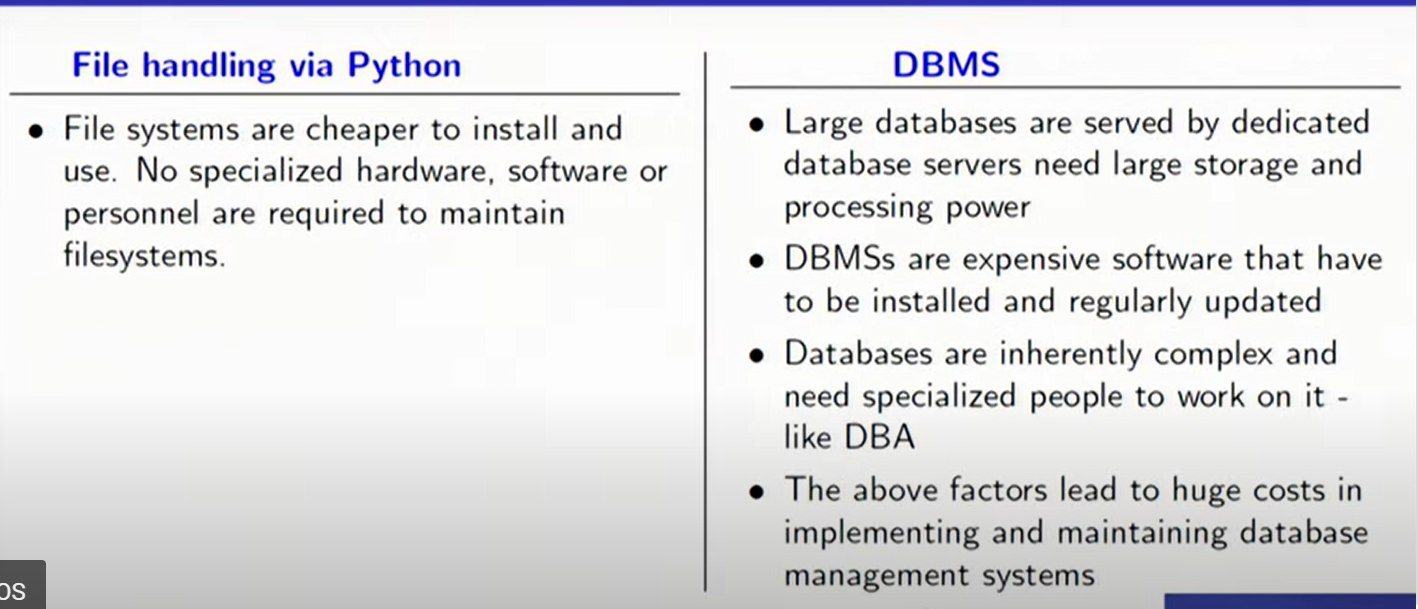 File handling via Python
● File systems are cheaper to install and
use. No specialized hardware, software or
personnel are required to maintain
filesystems.
DBMS
● Large databases are served by dedicated
database servers need large storage and
processing power
● DBMSs are expensive software that have
to be installed and regularly updated
● Databases are inherently complex and
need specialized people to work on it -
like DBA
● The above factors lead to huge costs in
implementing and maintaining database
management systems
OS